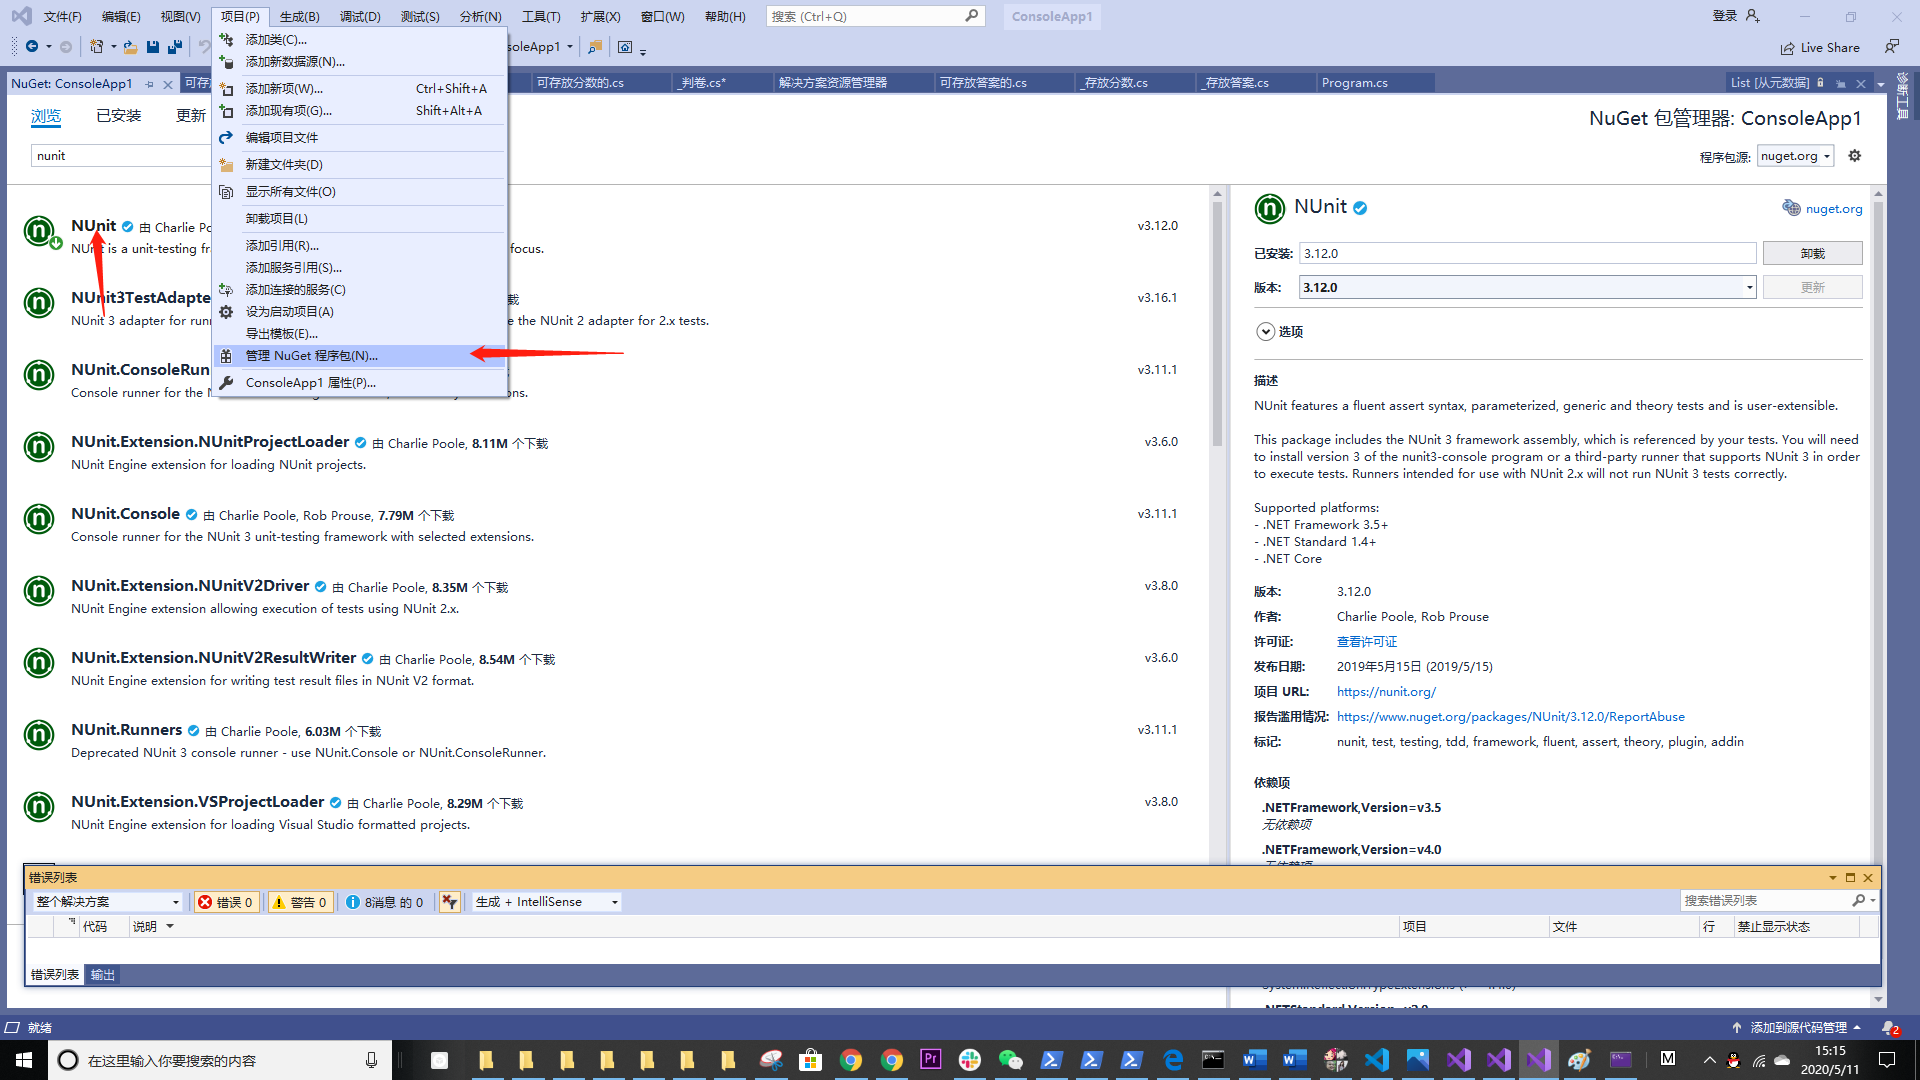 文件(F) 编辑(E) 视图(V) 项目(P) 生成(B) 调试(D) 测试(S) 分析(N) 工具(T) 扩展(X) 窗口(W) 帮助(H) 搜索 (Ctrl+Q) ConsoleApp1 登录
soleApp1 Live Share
NuGet: ConsoleApp1 可存 可存放分数的.cs _判卷.cs* 解决方案资源管理器 可存放答案的.cs _存放分数.cs _存放答案.cs Program.cs List [从元数据]
诊断工具
添加类(C)...
添加新数据源(N)...
添加新项(W)... Ctrl+Shift+A
添加现有项(G)... Shift+Alt+A
编辑项目文件
新建文件夹(D)
显示所有文件(O)
卸载项目(L)
添加引用(R)...
添加服务引用(S)...
添加连接的服务(C)
设为启动项目(A)
导出模板(E)...
管理 NuGet 程序包(N)...
ConsoleApp1 属性(P)...
浏览 已安装 更新
nunit
NuGet 包管理器: ConsoleApp1
程序包源: nuget.org
NUnit 由 Charlie Po v3.12.0
NUnit is a unit-testing fra focus.
NUnit3TestAdapte 载 v3.16.1
NUnit 3 adapter for runn e the NUnit 2 adapter for 2.x tests.
NUnit.ConsoleRun v3.11.1
Console runner for the N ns.
NUnit.Extension.NUnitProjectLoader 由 Charlie Poole, 8.11M 个下载 v3.6.0
NUnit Engine extension for loading NUnit projects.
NUnit.Console 由 Charlie Poole, Rob Prouse, 7.79M 个下载 v3.11.1
Console runner for the NUnit 3 unit-testing framework with selected extensions.
NUnit.Extension.NUnitV2Driver 由 Charlie Poole, 8.35M 个下载 v3.8.0
NUnit Engine extension allowing execution of tests using NUnit 2.x.
NUnit.Extension.NUnitV2ResultWriter 由 Charlie Poole, 8.54M 个下载 v3.6.0
NUnit Engine extension for writing test result files in NUnit V2 format.
NUnit.Runners 由 Charlie Poole, 6.03M 个下载 v3.11.1
Deprecated NUnit 3 console runner - use NUnit.Console or NUnit.ConsoleRunner.
NUnit.Extension.VSProjectLoader 由 Charlie Poole, 8.29M 个下载 v3.8.0
NUnit Engine extension for loading Visual Studio formatted projects.
NUnit nuget.org
已安装: 3.12.0 卸载
版本: 3.12.0 更新
选项
描述
NUnit features a fluent assert syntax, parameterized, generic and theory tests and is user-extensible.
This package includes the NUnit 3 framework assembly, which is referenced by your tests. You will need
to install version 3 of the nunit3-console program or a third-party runner that supports NUnit 3 in order
to execute tests. Runners intended for use with NUnit 2.x will not run NUnit 3 tests correctly.
Supported platforms:
- .NET Framework 3.5+
- .NET Standard 1.4+
- .NET Core
版本: 3.12.0
作者: Charlie Poole, Rob Prouse
许可证: 查看许可证
发布日期: 2019年5月15日 (2019/5/15)
项目 URL: https://nunit.org/
报告滥用情况: https://www.nuget.org/packages/NUnit/3.12.0/ReportAbuse
标记: nunit, test, testing, tdd, framework, fluent, assert, theory, plugin, addin
依赖项
.NETFramework,Version=v3.5
无依赖项
.NETFramework,Version=v4.0
无依赖项
错误列表
整个解决方案 错误 0 警告 0 8消息 的 0 生成 + IntelliSense 搜索错误列表
代码 说明 项目 文件 行 禁止显示状态
错误列表 输出
就绪 添加到源代码管理 2
在这里输入你要搜索的内容
Pr
M
15:15
2020/5/11